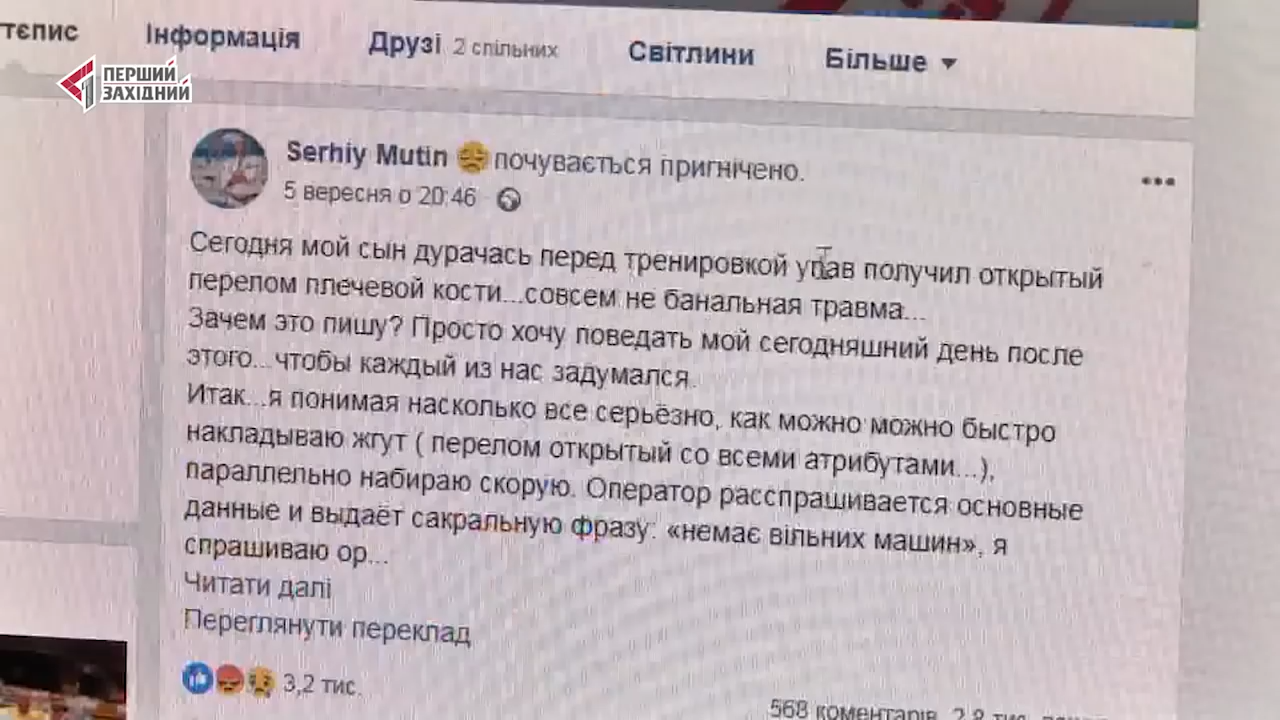 тєпис Інформація Друзі 2 спільних Світлини Більше
ПЕРШИЙ
ЗАХІДНИЙ
Serhiy Mutin почувається пригнічено.
5 вересня о 20:46
Сегодня мой сын дурачась перед тренировкой упав получил открытый
перелом плечевой кости...совсем не банальная травма...
Зачем это пишу? Просто хочу поведать мой сегодняшний день после
этого...чтобы каждый из нас задумался.
Итак...я понимая насколько все серьёзно, как можно можно быстро
накладываю жгут ( перелом открытый со всеми атрибутами...),
параллельно набираю скорую. Оператор расспрашивается основные
данные и выдаёт сакральную фразу: «немає вільних машин», я
спрашиваю ор...
Читати далі
Переглянути переклад
3,2 тис.
568 коментарів 2,8 тис.